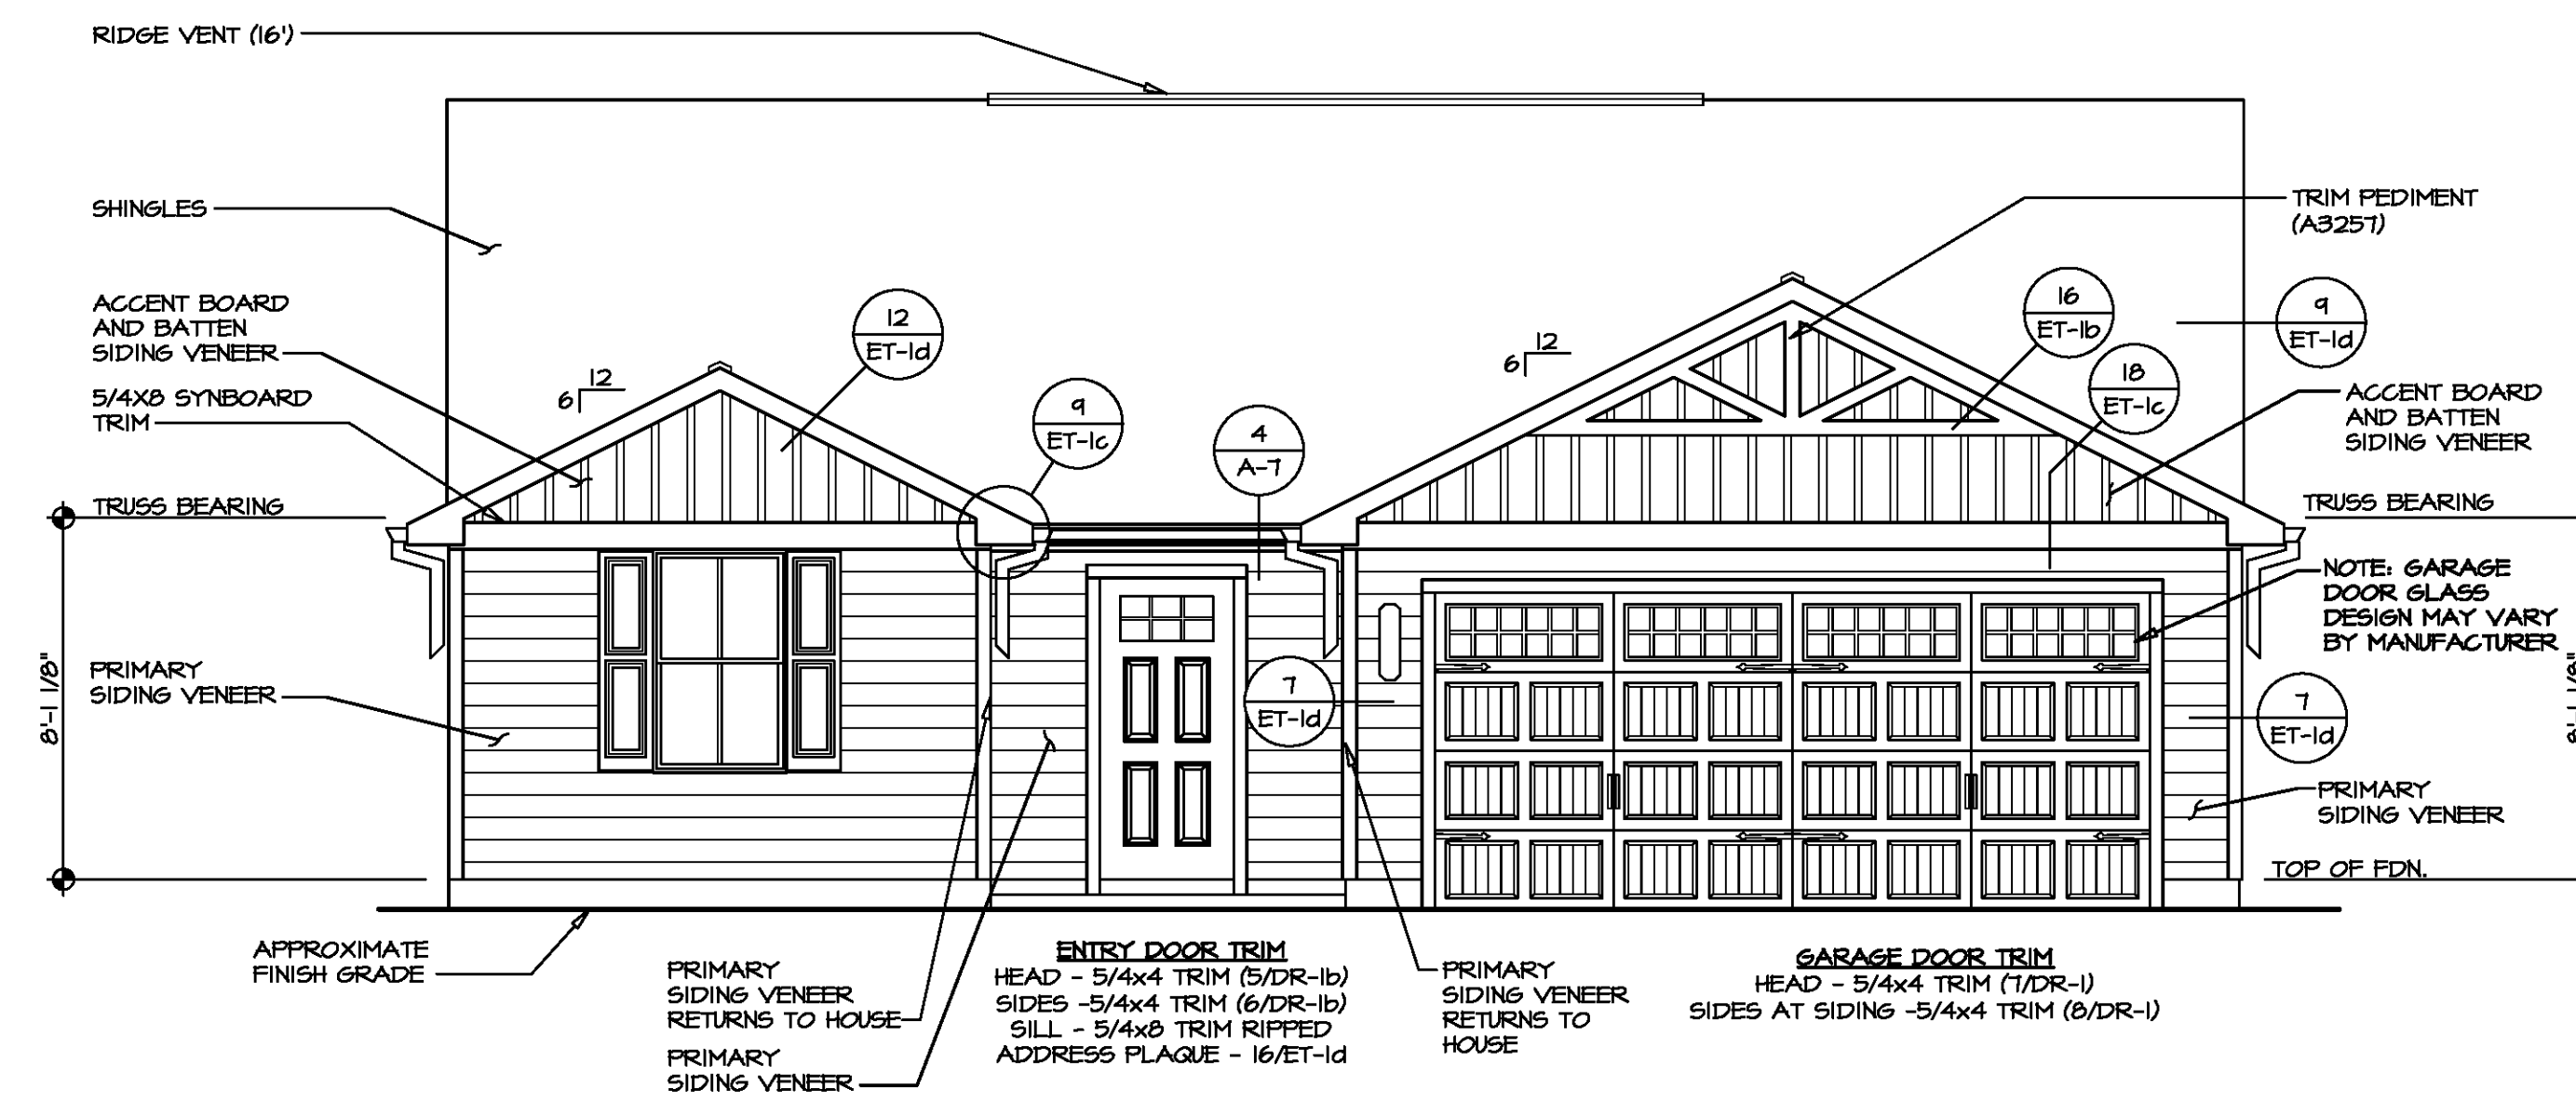 RIDGE VENT (16')
SHINGLES
ACCENT BOARD
AND BATTEN
SIDING VENEER
5/4X8 SYNBOARD
TRIM
TRUSS BEARING
8'-1 1/8"
PRIMARY
SIDING VENEER
APPROXIMATE
FINISH GRADE
6
12
12
ET-1d
9
ET-1c
4
A-7
6
12
TRIM PEDIMENT
(A3257)
16
ET-1b
18
ET-1c
9
ET-1d
ACCENT BOARD
AND BATTEN
SIDING VENEER
TRUSS BEARING
NOTE: GARAGE
DOOR GLASS
DESIGN MAY VARY
BY MANUFACTURER
7
ET-1d
7
ET-1d
8'-1 1/8"
PRIMARY
SIDING VENEER
TOP OF FDN.
PRIMARY
SIDING VENEER
RETURNS TO HOUSE
PRIMARY
SIDING VENEER
ENTRY DOOR TRIM
HEAD - 5/4x4 TRIM (5/DR-1b)
SIDES -5/4x4 TRIM (6/DR-1b)
SILL - 5/4x8 TRIM RIPPED
ADDRESS PLAQUE - 16/ET-1d
PRIMARY
SIDING VENEER
RETURNS TO
HOUSE
GARAGE DOOR TRIM
HEAD - 5/4x4 TRIM (7/DR-1)
SIDES AT SIDING -5/4x4 TRIM (8/DR-1)